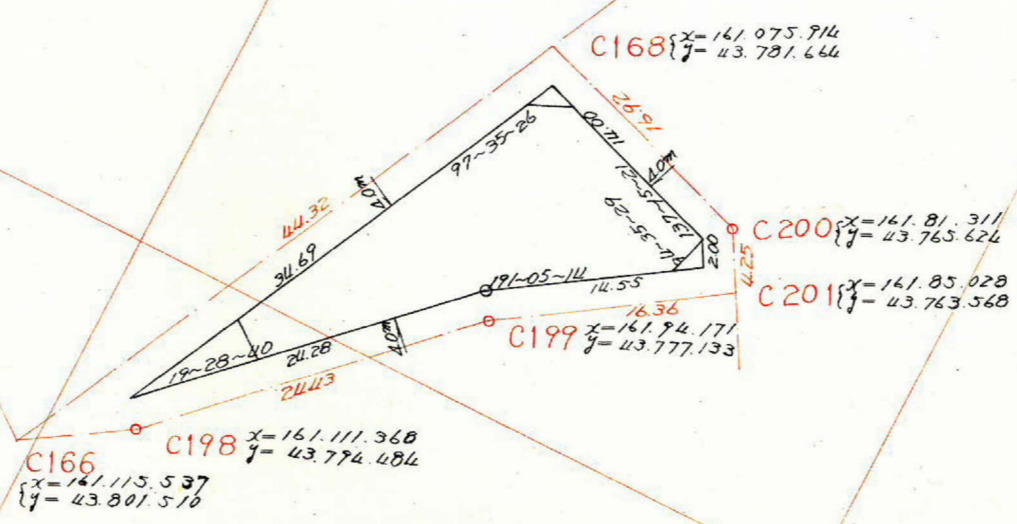 C168 {x=161.075.914
y= 43.781.664
16.92
14.00
97~35~26
4.0m
4.0m
44.32
34.69
137~15~21
94~35~29
2.00
C200 {x=161.81.311
y= 43.765.624
4.25
C201 {x=161.85.028
y= 43.763.568
191~05~14
14.55
16.36
C199 x=161.94.171
y= 43.777.133
19~28~40
24.28
4.0m
24.43
C198 x=161.111.368
y= 43.794.484
C166
{x=161.115.537
y= 43.801.510